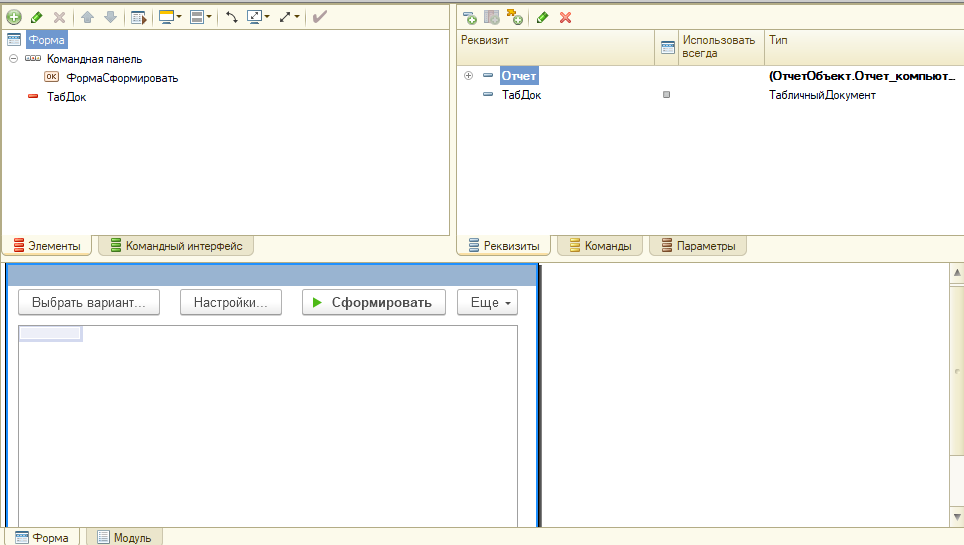 Форма
Командная панель
OK ФормаСформировать
ТабДок
Элементы
Командный интерфейс
Реквизит
Использовать
всегда
Тип
Отчет
(ОтчетОбъект.Отчет_компьют...
ТабДок
ТабличныйДокумент
Реквизиты
Команды
Параметры
Выбрать вариант...
Настройки...
Сформировать
Еще
Форма
Модуль